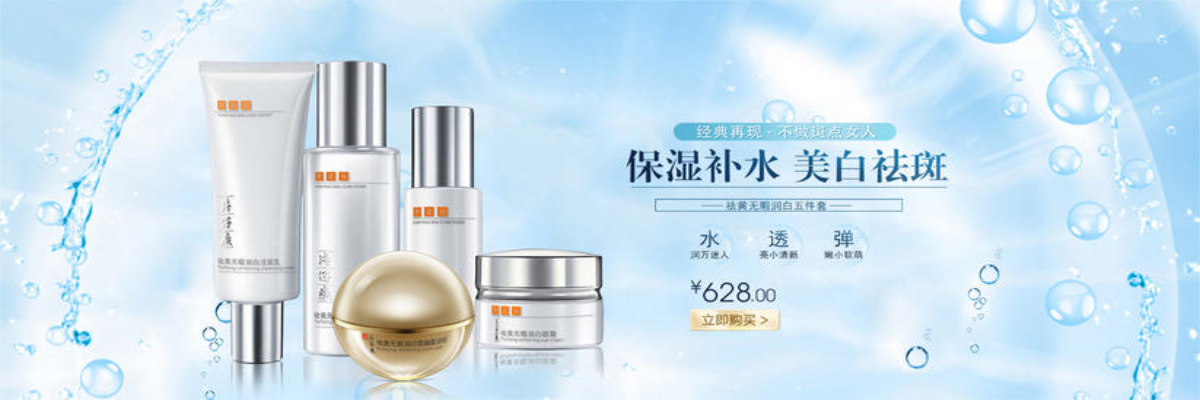 经典再现·不做斑点女人
保湿补水 美白祛斑
祛黄无暇润白五件套
水 透 弹
润万迷人 亮小清新 嫩小软萌
¥628.00
立即购买 >